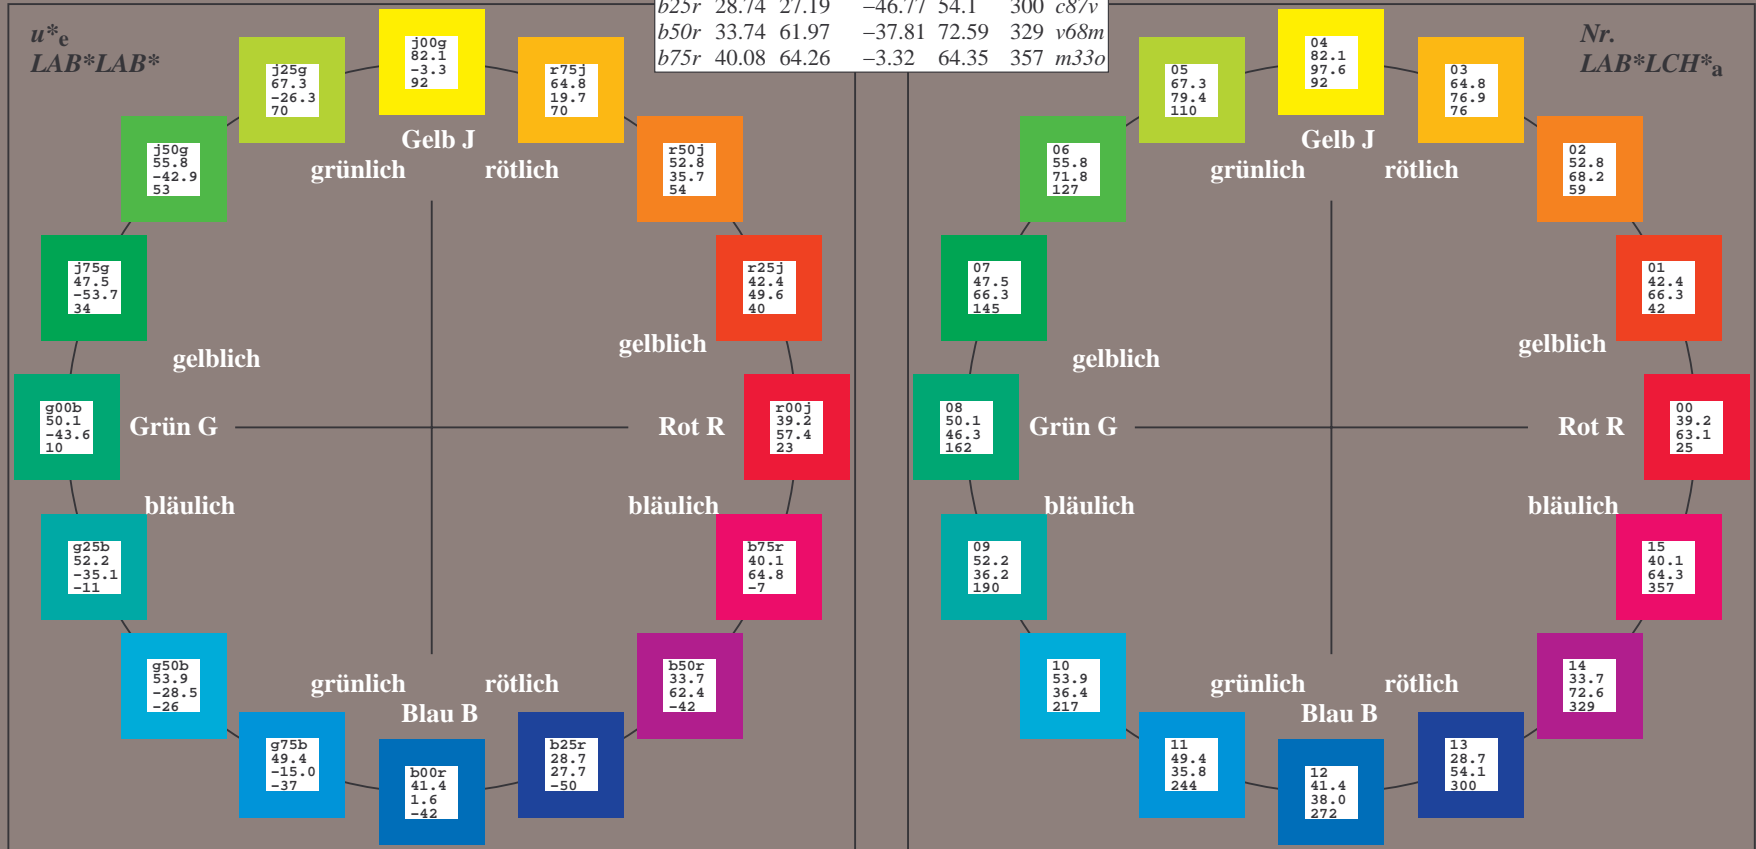 b25r 28.74 27.19 −46.77 54.1 300 c87v
b50r 33.74 61.97 −37.81 72.59 329 v68m
b75r 40.08 64.26 −3.32 64.35 357 m33o
u*e
LAB*LAB*
j00g
82.1
-3.3
92
j25g
67.3
-26.3
70
r75j
64.8
19.7
70
Gelb J
grünlich rötlich
j50g
55.8
-42.9
53
r50j
52.8
35.7
54
j75g
47.5
-53.7
34
r25j
42.4
49.6
40
gelblich
gelblich
g00b
50.1
-43.6
10
Grün G
Rot R
r00j
39.2
57.4
23
bläulich
bläulich
g25b
52.2
-35.1
-11
b75r
40.1
64.8
-7
g50b
53.9
-28.5
-26
b50r
33.7
62.4
-42
grünlich rötlich
Blau B
g75b
49.4
-15.0
-37
b00r
41.4
1.6
-42
b25r
28.7
27.7
-50
Nr.
LAB*LCH*a
04
82.1
97.6
92
05
67.3
79.4
110
03
64.8
76.9
76
Gelb J
grünlich rötlich
06
55.8
71.8
127
02
52.8
68.2
59
07
47.5
66.3
145
01
42.4
66.3
42
gelblich
gelblich
08
50.1
46.3
162
Grün G
Rot R
00
39.2
63.1
25
bläulich
bläulich
09
52.2
36.2
190
15
40.1
64.3
357
10
53.9
36.4
217
14
33.7
72.6
329
grünlich rötlich
Blau B
11
49.4
35.8
244
12
41.4
38.0
272
13
28.7
54.1
300